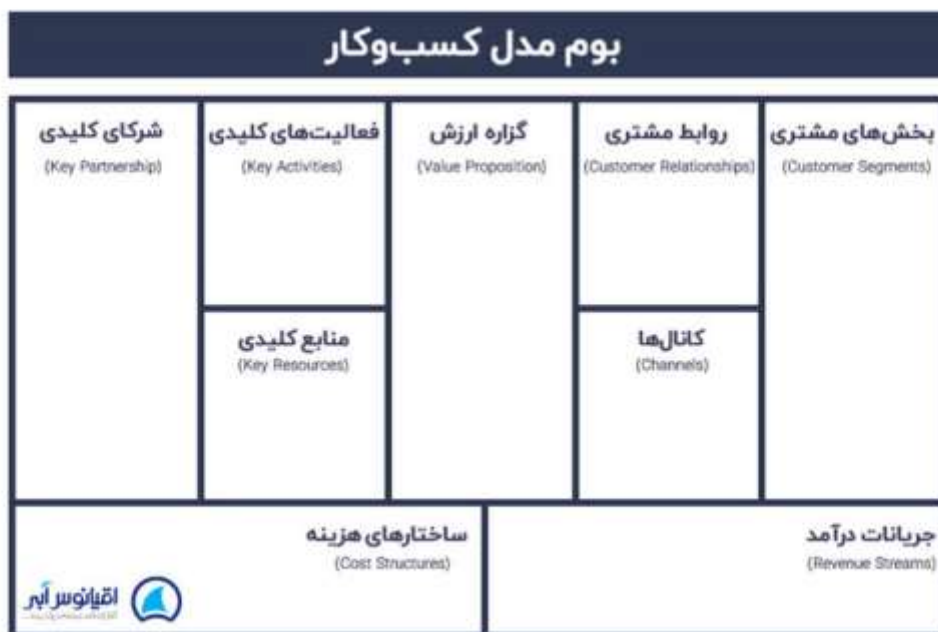 بوم مدل کسب‌وکار
بخش‌های مشتری
(Customer Segments)
روابط مشتری
(Customer Relationships)
کانال‌ها
(Channels)
گزاره ارزش
(Value Proposition)
فعالیت‌های کلیدی
(Key Activities)
منابع کلیدی
(Key Resources)
شرکای کلیدی
(Key Partnership)
جریانات درآمد
(Revenue Streams)
ساختارهای هزینه
(Cost Structures)
اقیانوس آبی